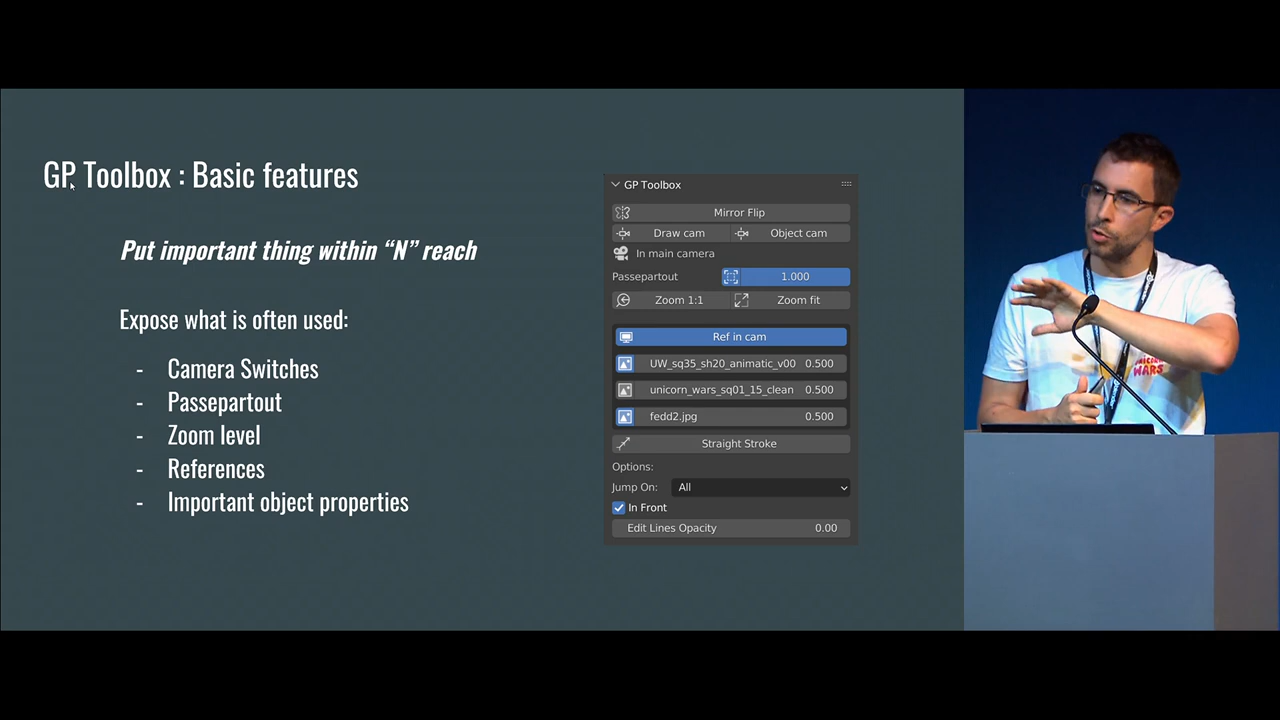 GP Toolbox : Basic features
Put important thing within “N” reach
Expose what is often used:
- Camera Switches
- Passepartout
- Zoom level
- References
- Important object properties
GP Toolbox
Mirror Flip
Draw cam Object cam
In main camera
Passepartout 1.000
Zoom 1:1 Zoom fit
Ref in cam
UW_sq35_sh20_animatic_v00 0.500
unicorn_wars_sq01_15_clean 0.500
fedd2.jpg 0.500
Straight Stroke
Options:
Jump On: All
In Front
Edit Lines Opacity 0.00
WARS